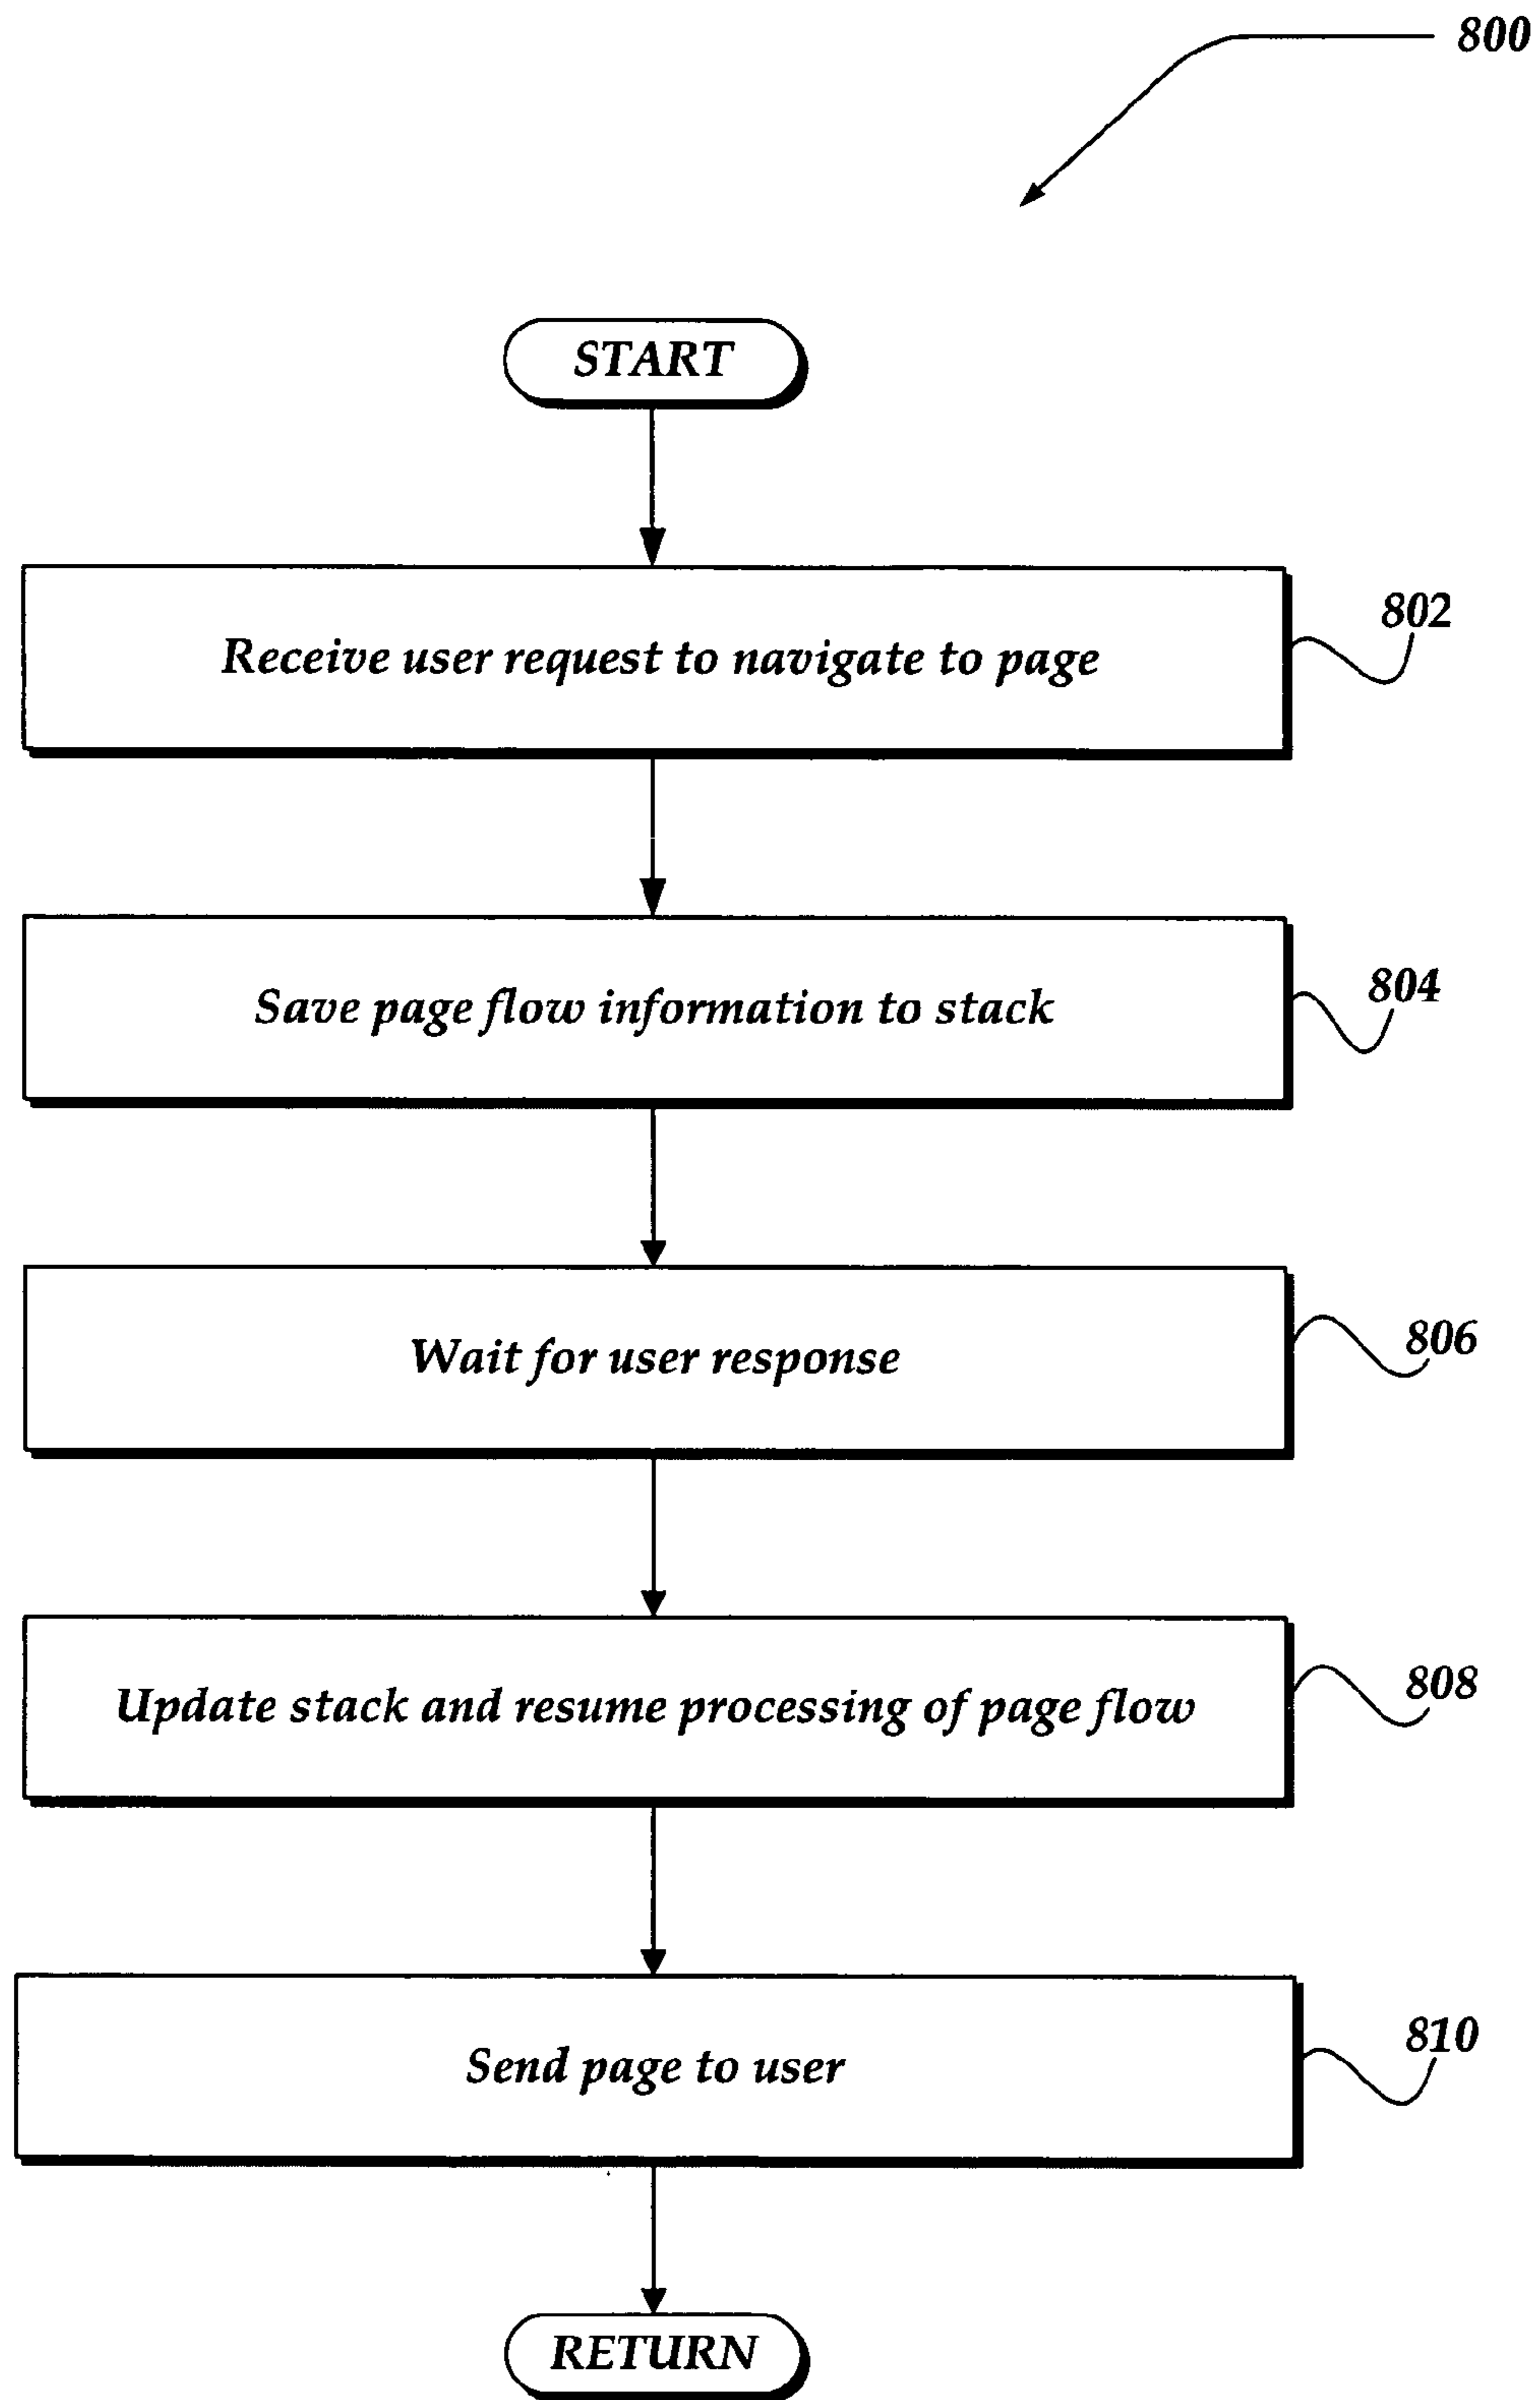 800
START
Receive user request to navigate to page
802
Save page flow information to stack
804
Wait for user response
806
Update stack and resume processing of page flow
808
Send page to user
810
RETURN